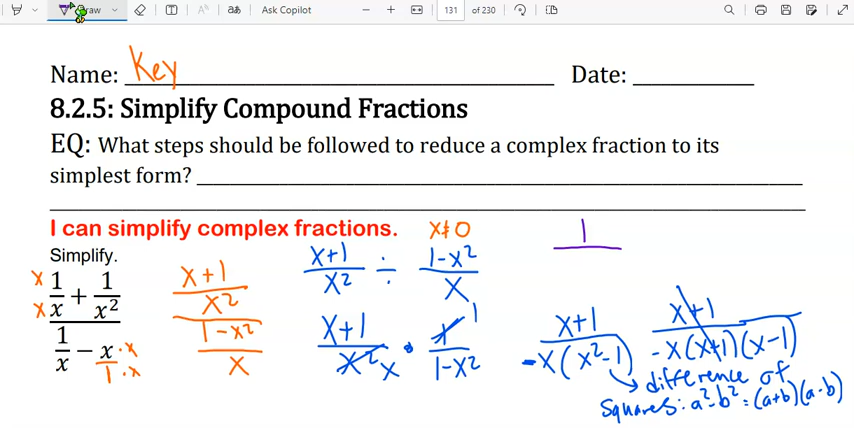 Draw Ask Copilot 131 of 230
Name: Key Date:
8.2.5: Simplify Compound Fractions
EQ: What steps should be followed to reduce a complex fraction to its
simplest form?
I can simplify complex fractions. x≠0
Simplify.
x/x 1/x + 1/x²
1/x - x·x/1·x
x+1/x²
1-x²/x
x+1/x² ÷ 1-x²/x
x+1/x² x · x/1-x² 1
x+1/-x(x²-1)
x+1/-x(x+1)(x-1)
1
difference of
squares: a²-b²=(a+b)(a-b)